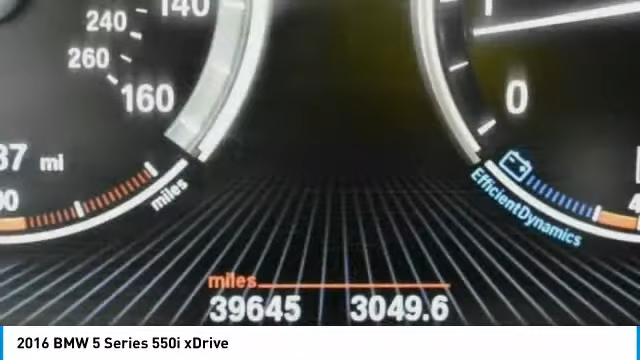 140
240
260
160
0
37 mi
miles
EfficientDynamics
miles
39645 3049.6
2016 BMW 5 Series 550i xDrive